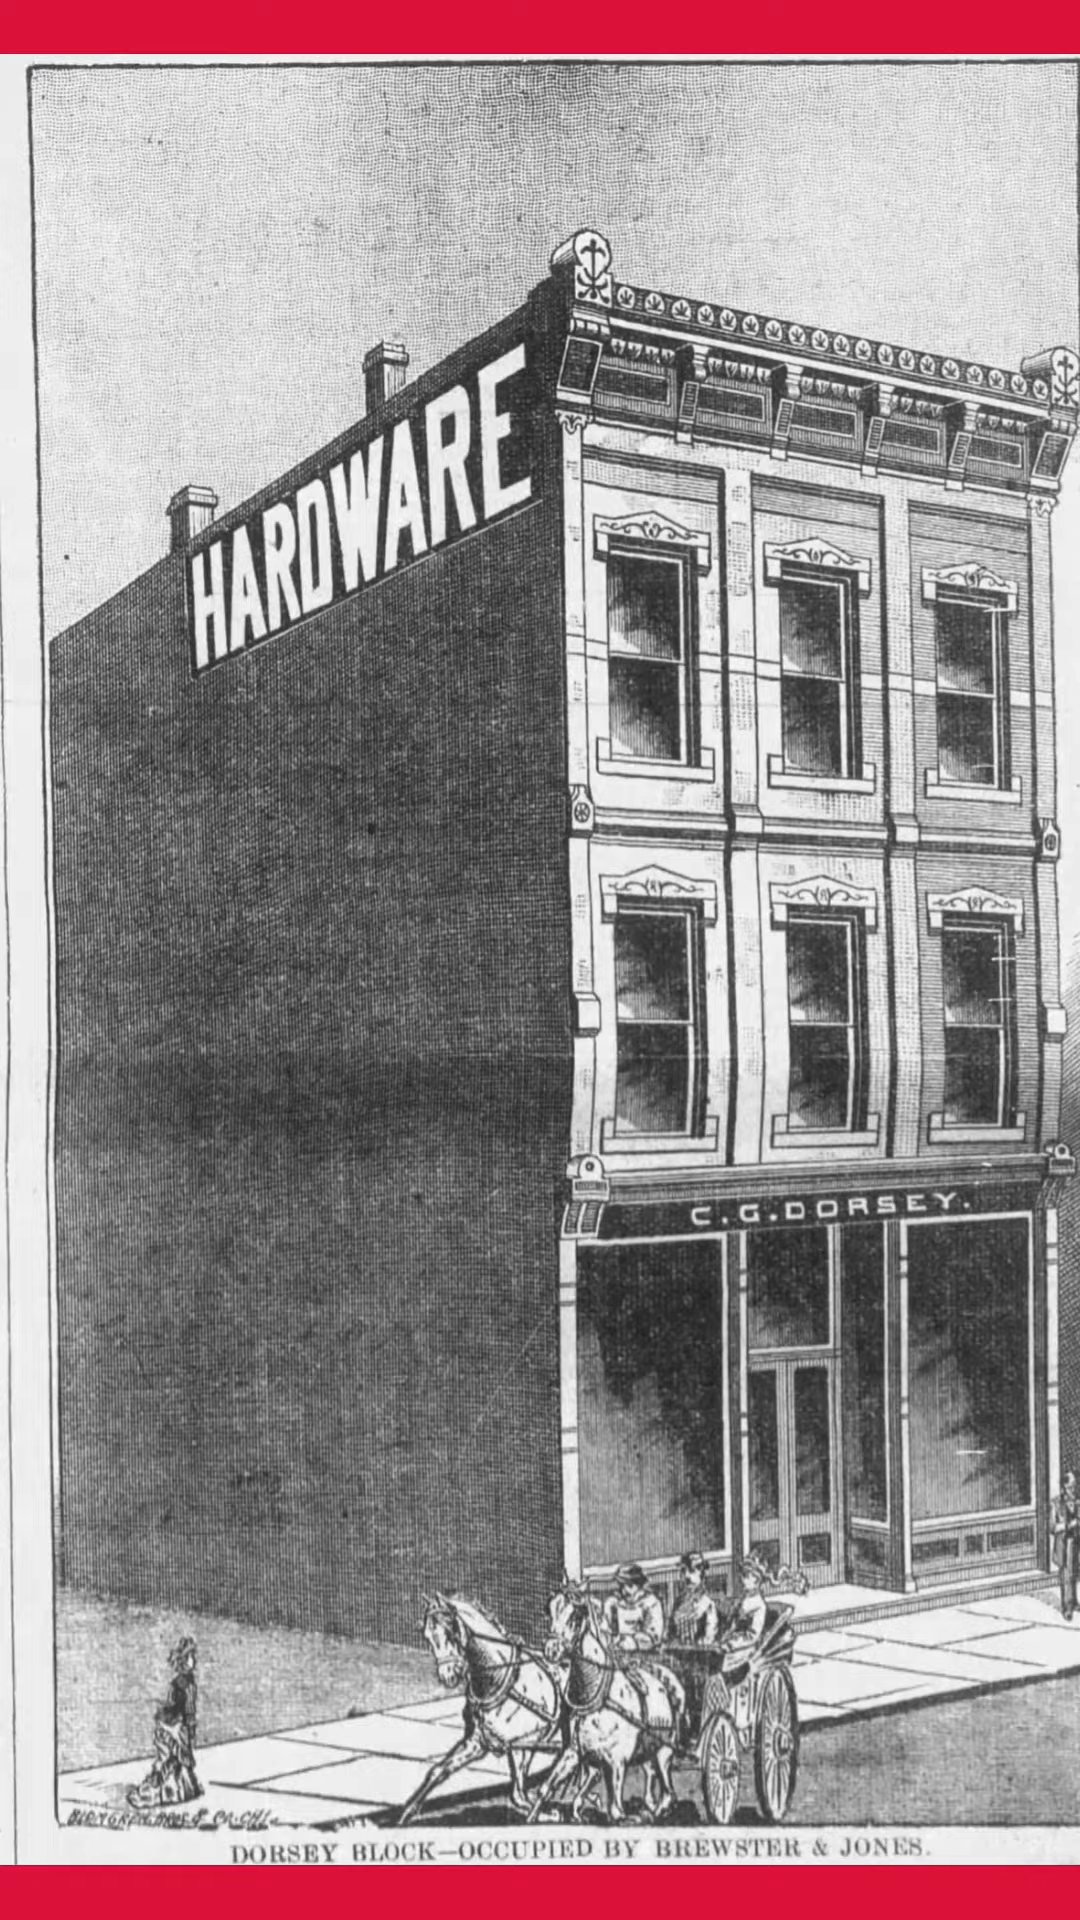 HARDWARE
C.G.DORSEY.
DORSEY BLOCK—OCCUPIED BY BREWSTER & JONES.